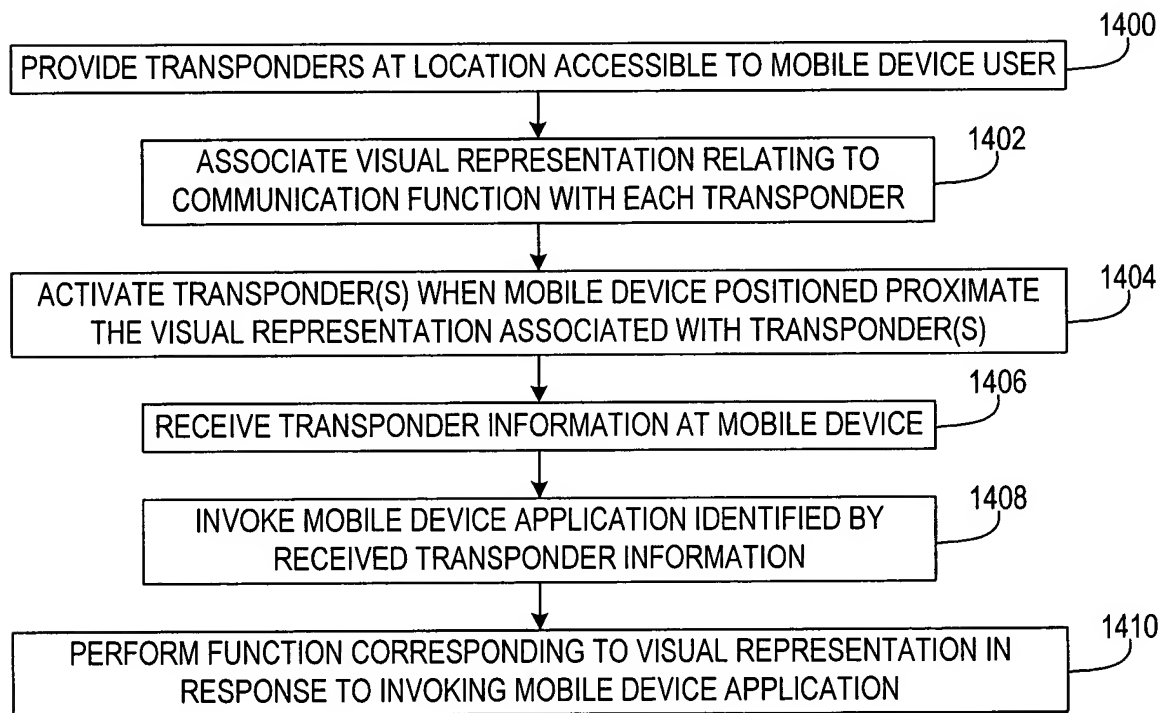 1400
PROVIDE TRANSPONDERS AT LOCATION ACCESSIBLE TO MOBILE DEVICE USER
1402
ASSOCIATE VISUAL REPRESENTATION RELATING TO
COMMUNICATION FUNCTION WITH EACH TRANSPONDER
1404
ACTIVATE TRANSPONDER(S) WHEN MOBILE DEVICE POSITIONED PROXIMATE
THE VISUAL REPRESENTATION ASSOCIATED WITH TRANSPONDER(S)
1406
RECEIVE TRANSPONDER INFORMATION AT MOBILE DEVICE
1408
INVOKE MOBILE DEVICE APPLICATION IDENTIFIED BY
RECEIVED TRANSPONDER INFORMATION
1410
PERFORM FUNCTION CORRESPONDING TO VISUAL REPRESENTATION IN
RESPONSE TO INVOKING MOBILE DEVICE APPLICATION